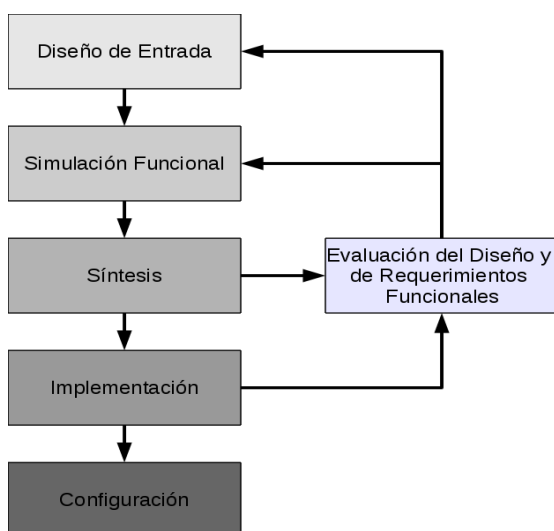 Diseño de Entrada
Simulación Funcional
Síntesis
Evaluación del Diseño y
de Requerimientos
Funcionales
Implementación
Configuración